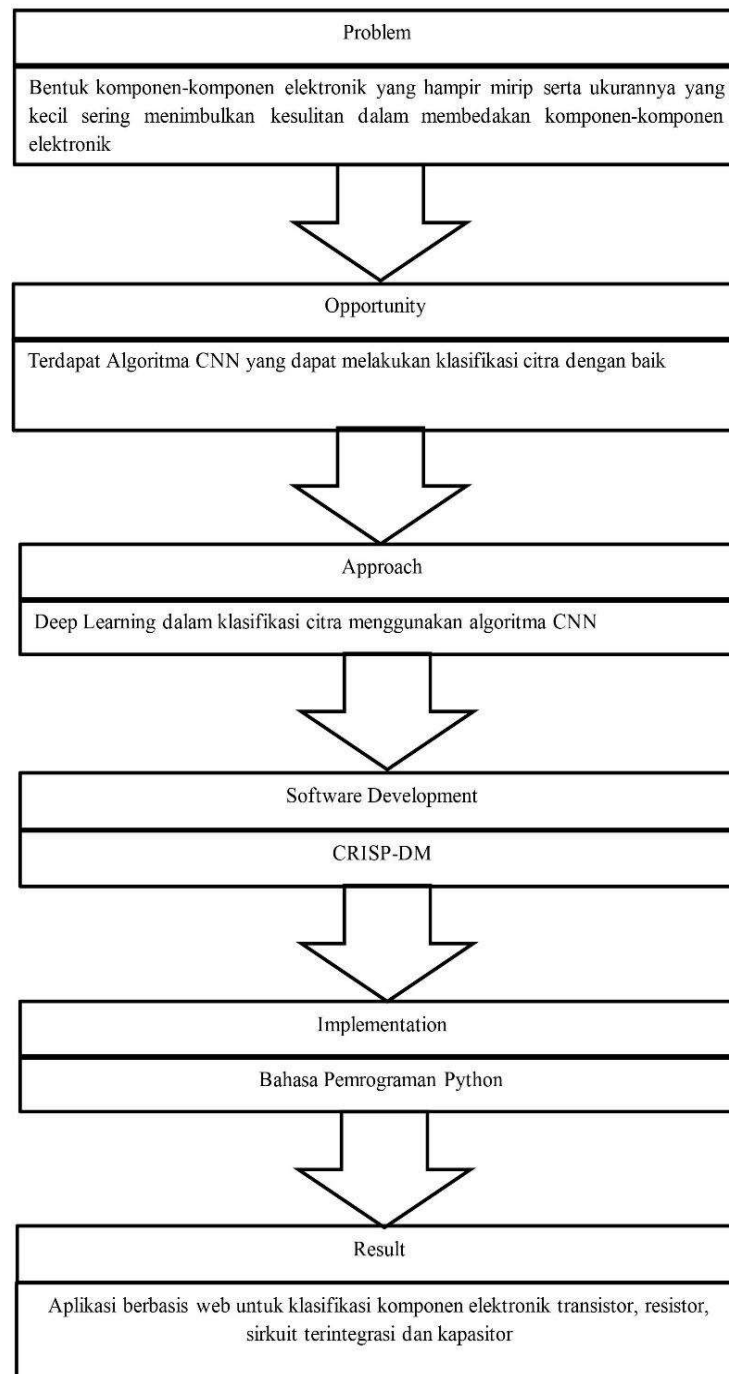 Problem
Bentuk komponen-komponen elektronik yang hampir mirip serta ukurannya yang
kecil sering menimbulkan kesulitan dalam membedakan komponen-komponen
elektronik
Opportunity
Terdapat Algoritma CNN yang dapat melakukan klasifikasi citra dengan baik
Approach
Deep Learning dalam klasifikasi citra menggunakan algoritma CNN
Software Development
CRISP-DM
Implementation
Bahasa Pemrograman Python
Result
Aplikasi berbasis web untuk klasifikasi komponen elektronik transistor, resistor,
sirkuit terintegrasi dan kapasitor